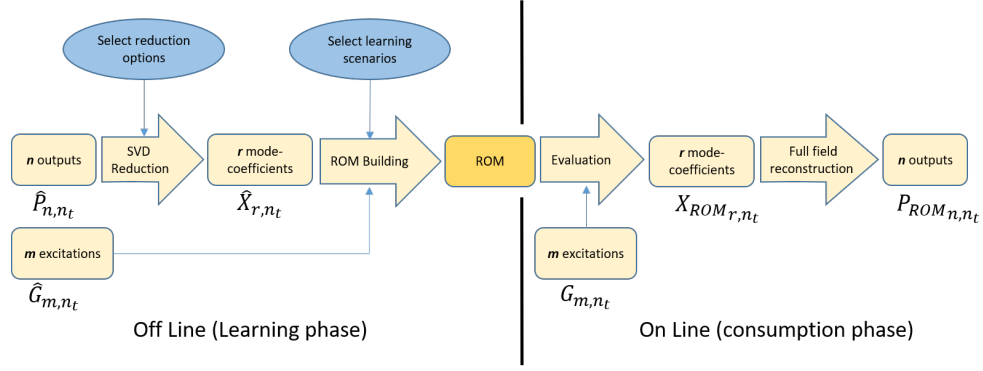 Select reduction
options
Select learning
scenarios
n outputs
SVD
Reduction
r mode-
coefficients
ROM Building
ROM
Evaluation
r mode-
coefficients
Full field
reconstruction
n outputs
P̂n,nt
X̂r,nt
XROMr,nt
PROMn,nt
m excitations
m excitations
Ĝm,nt
Gm,nt
Off Line (Learning phase)
On Line (consumption phase)